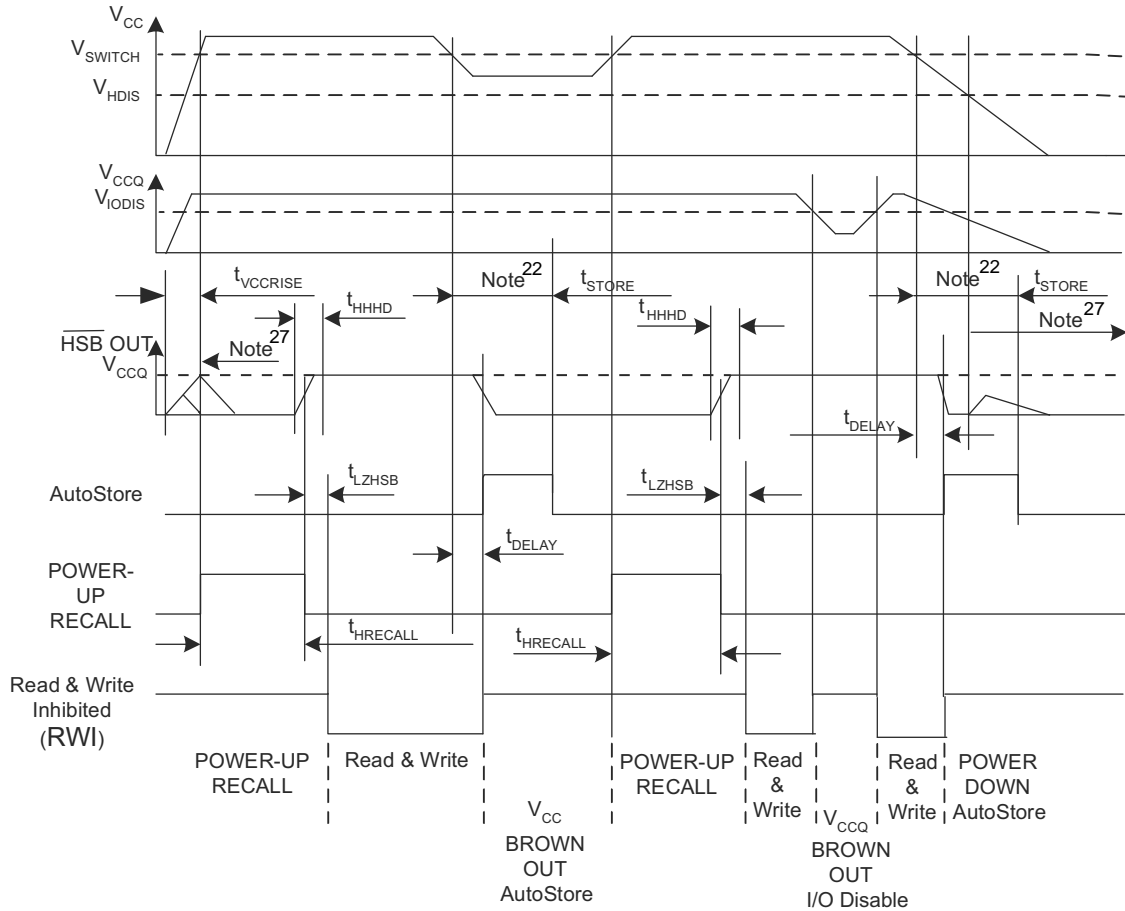 VCC
VSWITCH
VHDIS
VCCQ
VIODIS
tVCCRISE
Note22
tSTORE
Note22
tSTORE
tHHHD
tHHHD
Note27
HSB OUT
Note27
VCCQ
tDELAY
tLZHSB
tLZHSB
AutoStore
tDELAY
POWER-
UP
RECALL
tHRECALL
tHRECALL
Read & Write
Inhibited
(RWI)
POWER-UP
RECALL
Read & Write
VCC
BROWN
OUT
AutoStore
POWER-UP
RECALL
Read
&
Write
VCCQ
BROWN
OUT
I/O Disable
Read
&
Write
POWER
DOWN
AutoStore